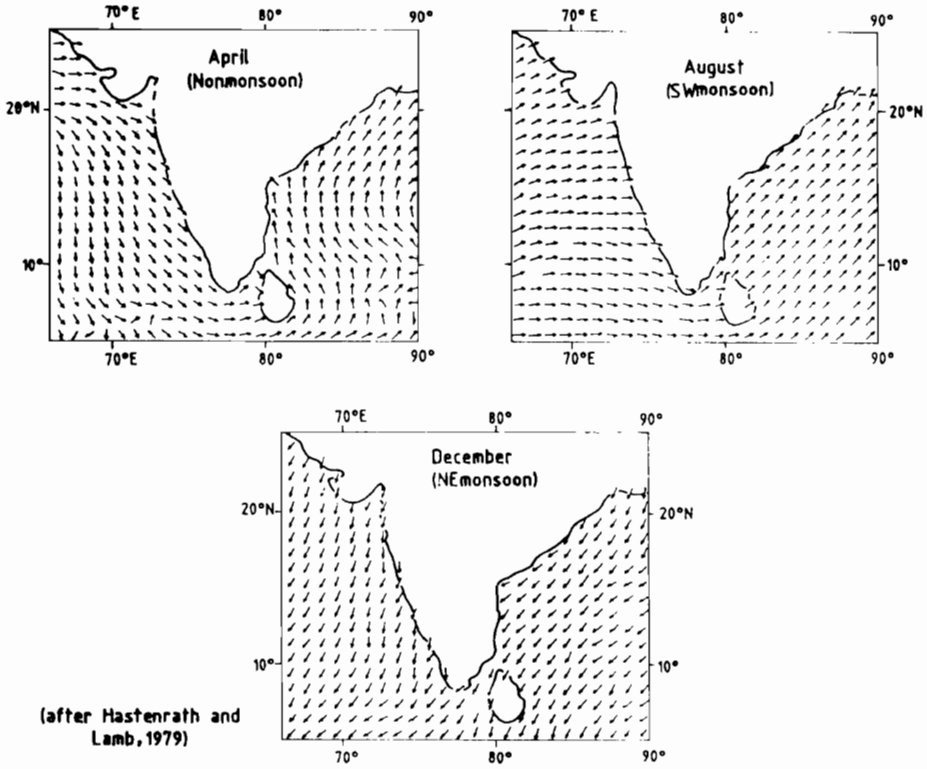 70°E 80° 90°
April
(Nonmonsoon)
20°N
10°
70°E 80° 90°
70°E 80° 90°
August
(SWmonsoon)
20°N
10°
70°E 80° 90°
70°E 80° 90°
December
(NEmonsoon)
20°N 20°N
10° 10°
70° 80° 90°
(after Hastenrath and
Lamb,1979)